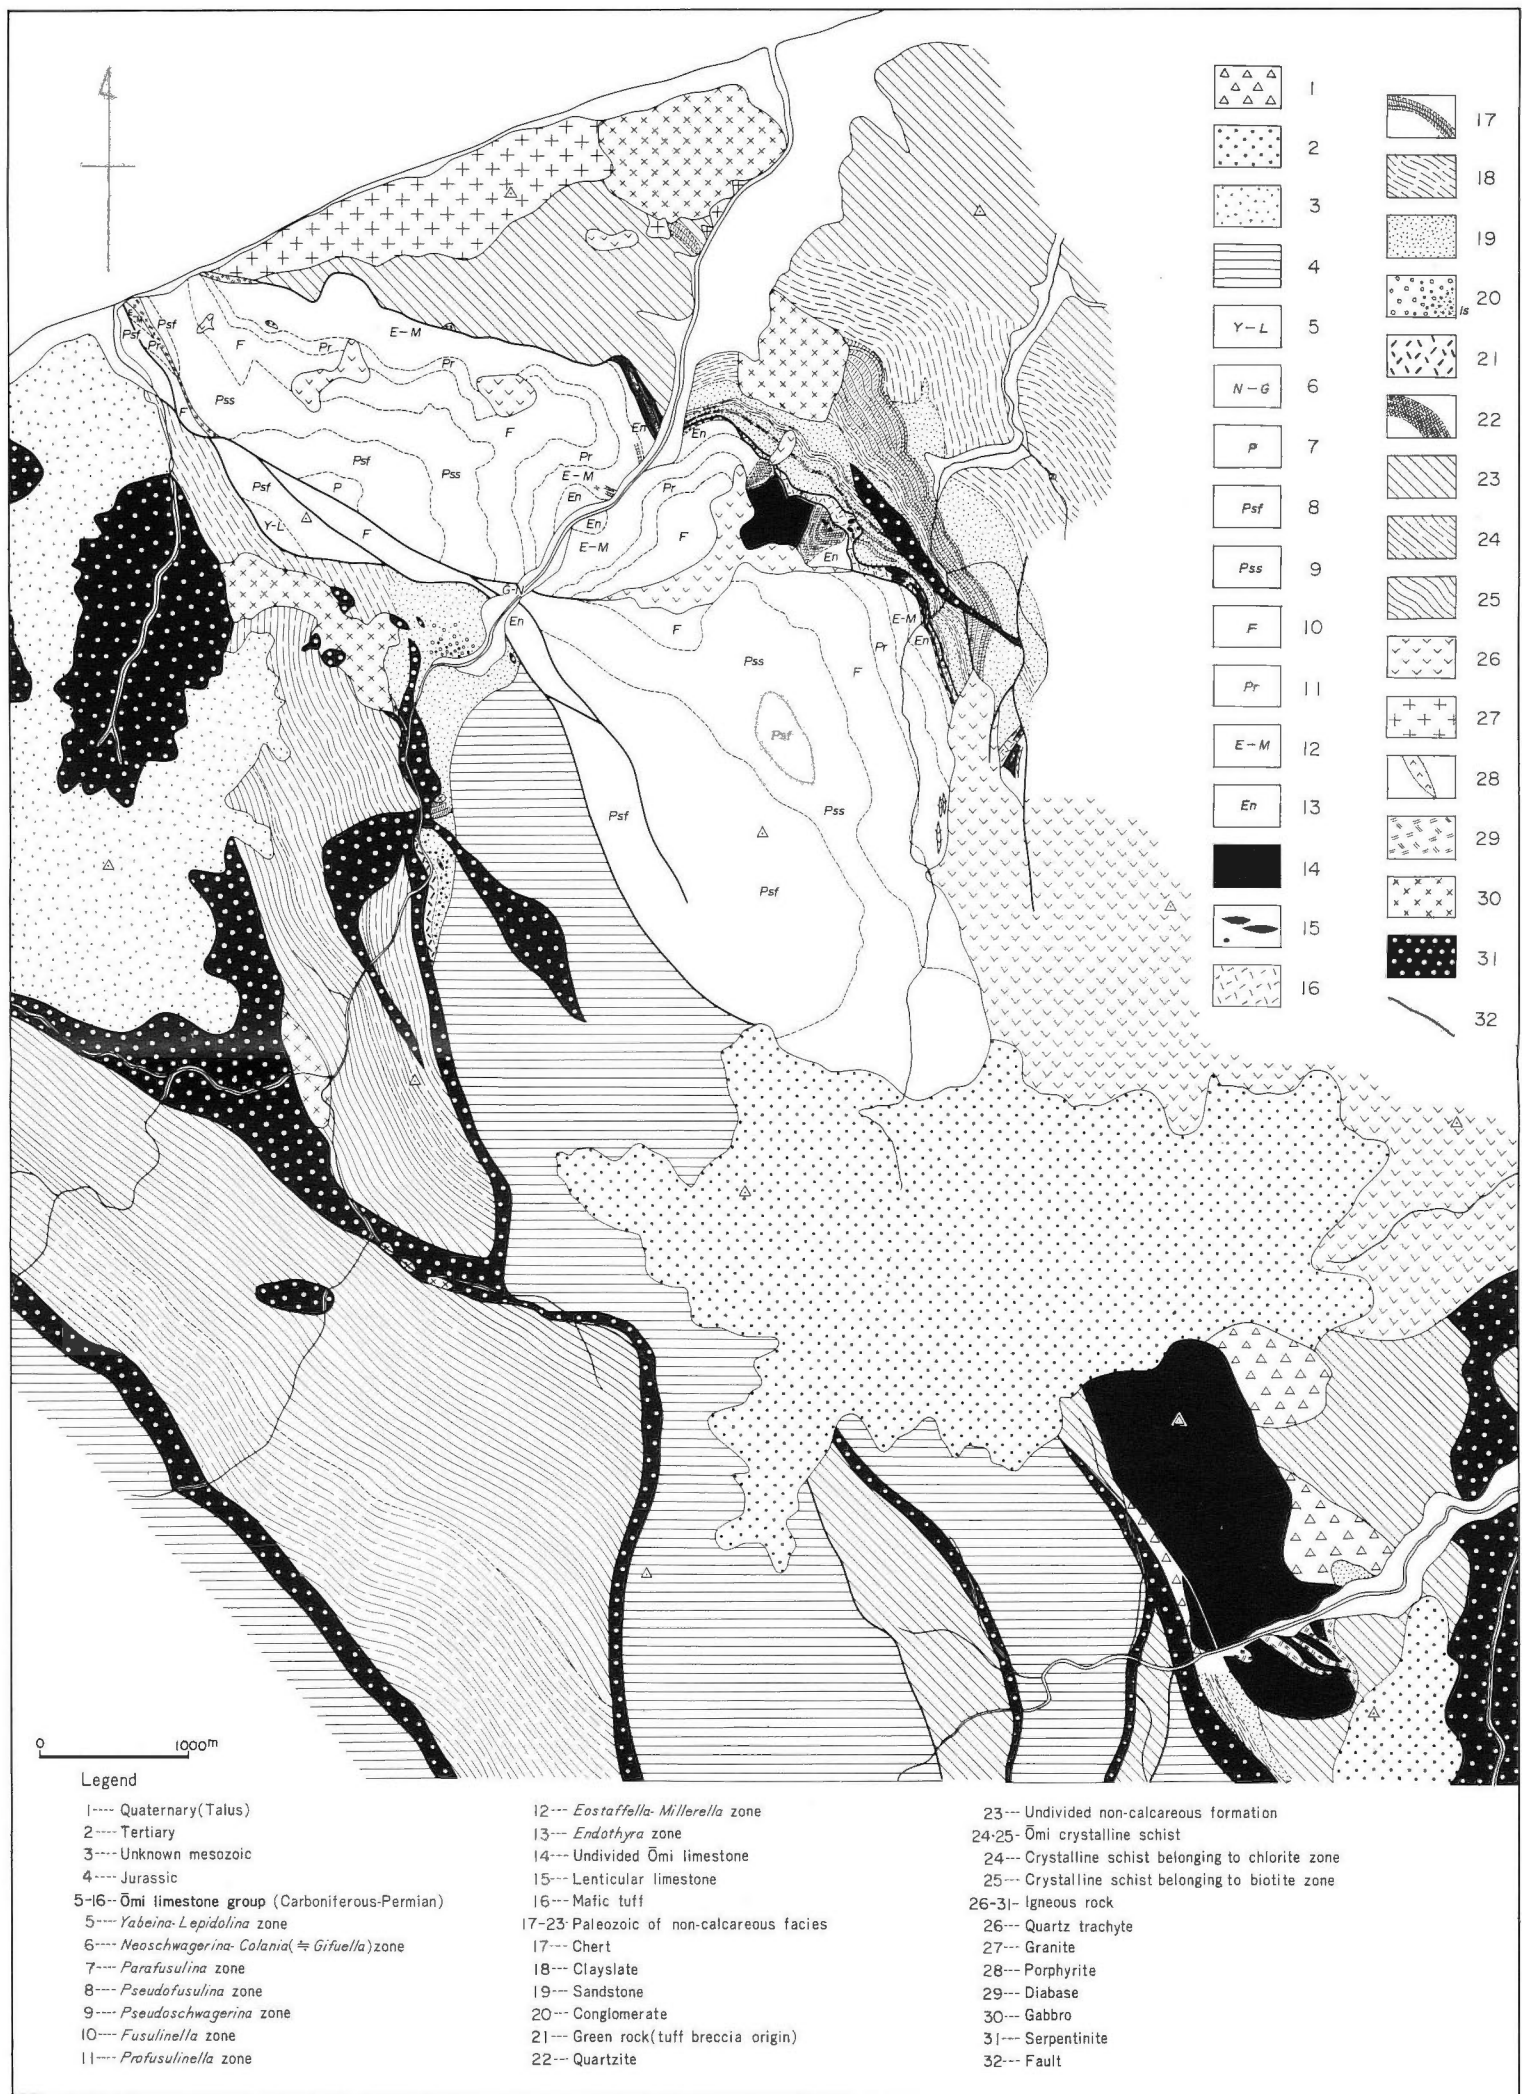 1
2
3
4
Y-L 5
N-G 6
P 7
Psf 8
Pss 9
F 10
Pr 11
E-M 12
En 13
14
15
16
17
18
19
20
ls
21
22
23
24
25
26
27
28
29
30
31
32
E-M
Psf
Psf
Pr
F
Pr
E-M
Pr
F
Pss
F
En
En
Psf
Pss
Pr
E-M
Pr
Psf
P
En
Y-L
F
En
F
E-M
En
G-N
En
F
E-M
Pr
En
Pss
F
Psf
Psf
Pss
Psf
0 1000m
Legend
1---- Quaternary(Talus)
2---- Tertiary
3---- Unknown mesozoic
4---- Jurassic
5-16-- Ōmi limestone group (Carboniferous-Permian)
5---- Yabeina-Lepidolina zone
6---- Neoschwagerina-Colania(≒ Gifuella)zone
7---- Parafusulina zone
8---- Pseudofusulina zone
9---- Pseudoschwagerina zone
10---- Fusulinella zone
11---- Profusulinella zone
12--- Eostaffella-Millerella zone
13--- Endothyra zone
14--- Undivided Ōmi limestone
15--- Lenticular limestone
16--- Mafic tuff
17-23- Paleozoic of non-calcareous facies
17--- Chert
18--- Clayslate
19--- Sandstone
20--- Conglomerate
21--- Green rock(tuff breccia origin)
22--- Quartzite
23--- Undivided non-calcareous formation
24·25- Ōmi crystalline schist
24--- Crystalline schist belonging to chlorite zone
25--- Crystalline schist belonging to biotite zone
26-31- Igneous rock
26--- Quartz trachyte
27--- Granite
28--- Porphyrite
29--- Diabase
30--- Gabbro
31--- Serpentinite
32--- Fault